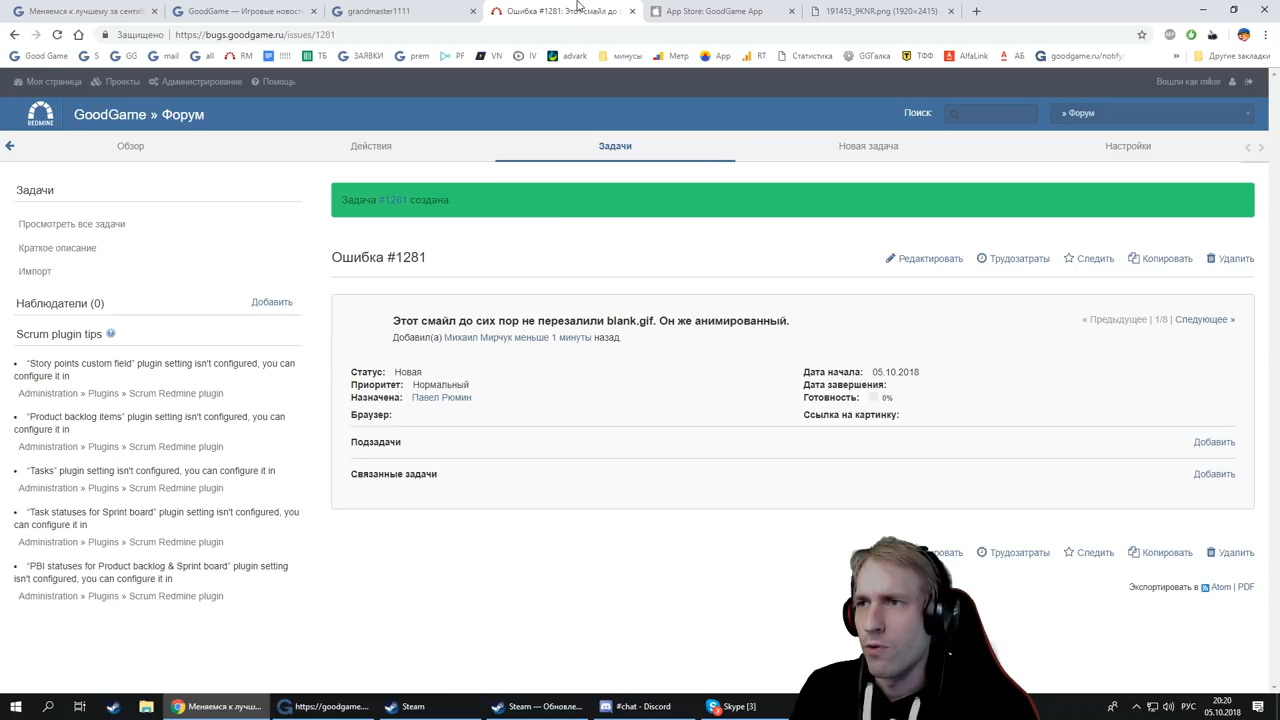 Меняемся к лучшему в сентяб
GoodGame — Игровые новост
grandmaster1111
Ошибка #1281: Этот смайл до с
App Store: GoodGame App
191453_9KNR.png (1920×2415)
Защищено
https://bugs.goodgame.ru/issues/1281
Good Game
S
GG
mail
all
RM
ТБ
ЗАЯВКИ
prem
PF
VN
IV
advark
минусы
Метр
App
RT
Статистика
GGГалка
ТФФ
AlfaLink
АБ
goodgame.ru/notify
Другие закладки
Моя страница
Проекты
Администрирование
Помощь
Вошли как miker
REDMINE
GoodGame » Форум
Поиск:
» Форум
Обзор
Действия
Задачи
Новая задача
Настройки
Задачи
Просмотреть все задачи
Краткое описание
Импорт
Наблюдатели (0)
Добавить
Scrum plugin tips
“Story points custom field” plugin setting isn't configured, you can
configure it in
Administration » Plugins » Scrum Redmine plugin
“Product backlog items” plugin setting isn't configured, you can
configure it in
Administration » Plugins » Scrum Redmine plugin
“Tasks” plugin setting isn't configured, you can configure it in
Administration » Plugins » Scrum Redmine plugin
“Task statuses for Sprint board” plugin setting isn't configured, you
can configure it in
Administration » Plugins » Scrum Redmine plugin
“PBI statuses for Product backlog & Sprint board” plugin setting
isn't configured, you can configure it in
Administration » Plugins » Scrum Redmine plugin
Задача #1281 создана.
Ошибка #1281
Редактировать
Трудозатраты
Следить
Копировать
Удалить
Этот смайл до сих пор не перезалили blank.gif. Он же анимированный.
« Предыдущее | 1/8 | Следующее »
Добавил(а) Михаил Мирчук меньше 1 минуты назад.
Статус: Новая
Дата начала: 05.10.2018
Приоритет: Нормальный
Дата завершения:
Назначена: Павел Рюмин
Готовность: 0%
Браузер:
Ссылка на картинку:
Подзадачи
Добавить
Связанные задачи
Добавить
ировать
Трудозатраты
Следить
Копировать
Удалить
Экспортировать в Atom | PDF
Меняемся к лучш...
https://goodgame....
Steam
Steam — Обновле...
#chat - Discord
Skype [3]
РУС
20:20
05.10.2018